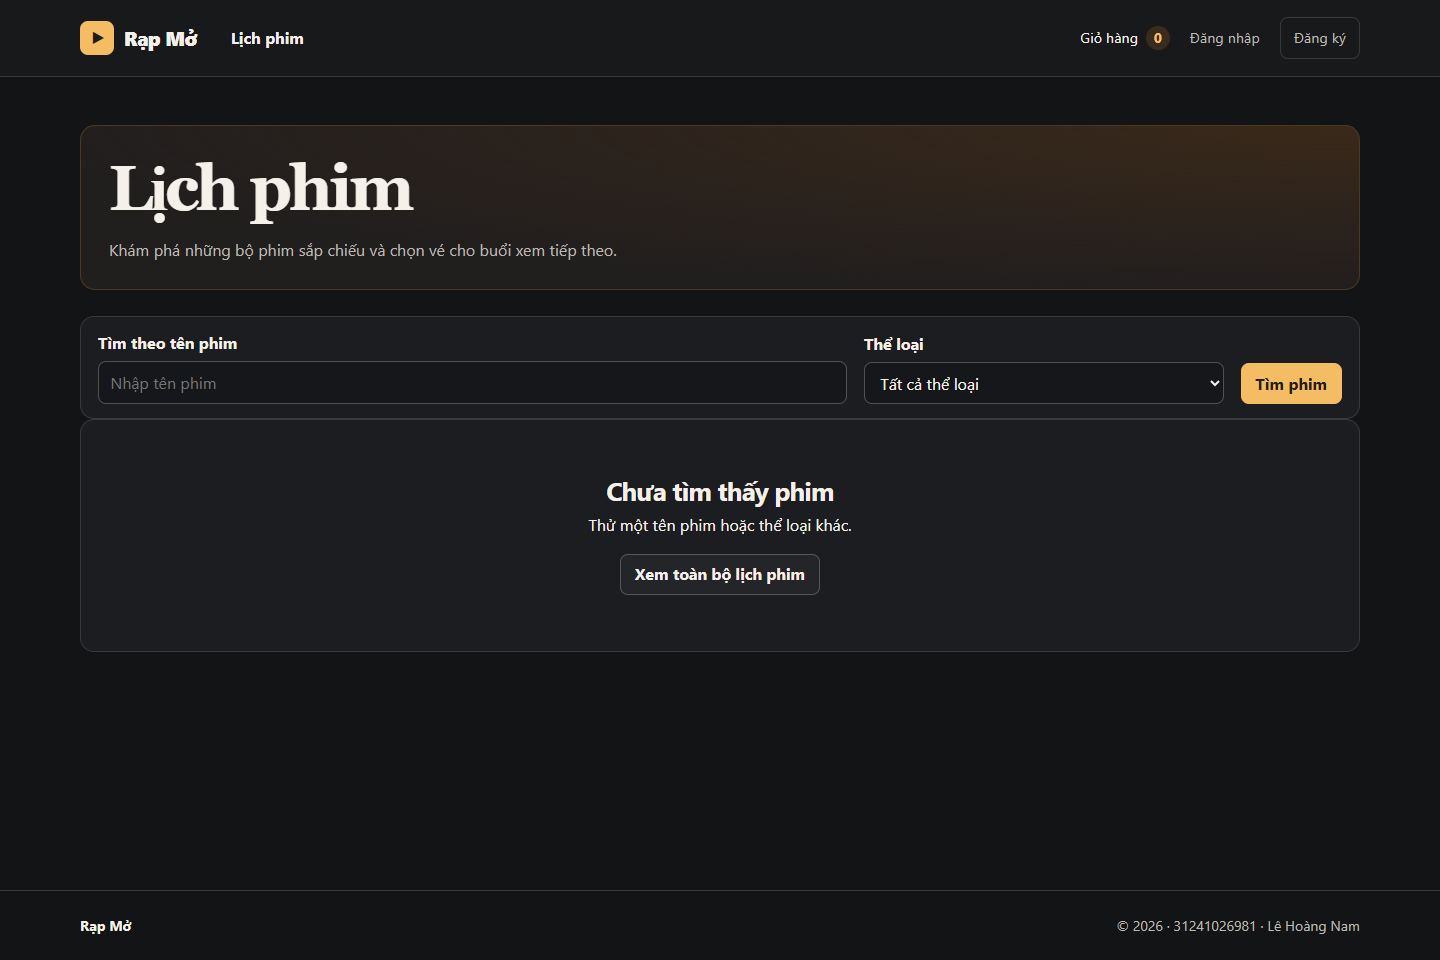 Rạp Mở
Lịch phim
Giỏ hàng 0
Đăng nhập
Đăng ký
Lịch phim
Khám phá những bộ phim sắp chiếu và chọn vé cho buổi xem tiếp theo.
Tìm theo tên phim
Nhập tên phim
Thể loại
Tất cả thể loại
Tìm phim
Chưa tìm thấy phim
Thử một tên phim hoặc thể loại khác.
Xem toàn bộ lịch phim
Rạp Mở
© 2026 · 31241026981 · Lê Hoàng Nam